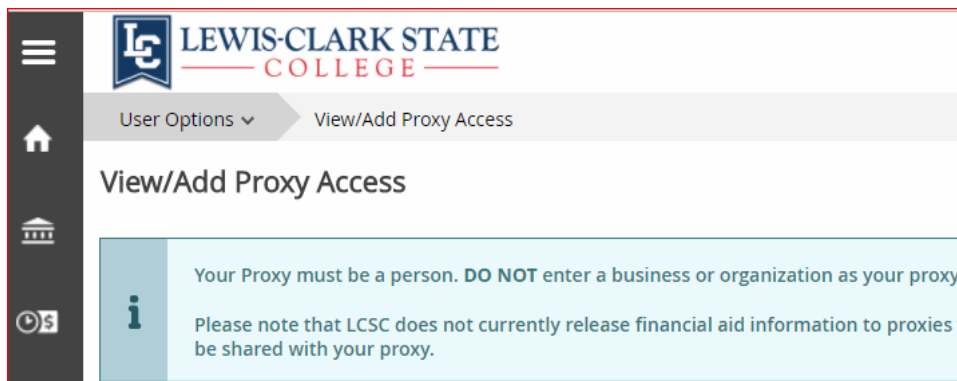 LC
LEWIS-CLARK STATE
COLLEGE
User Options
View/Add Proxy Access
View/Add Proxy Access
i
Your Proxy must be a person. DO NOT enter a business or organization as your proxy
Please note that LCSC does not currently release financial aid information to proxies
be shared with your proxy.
$